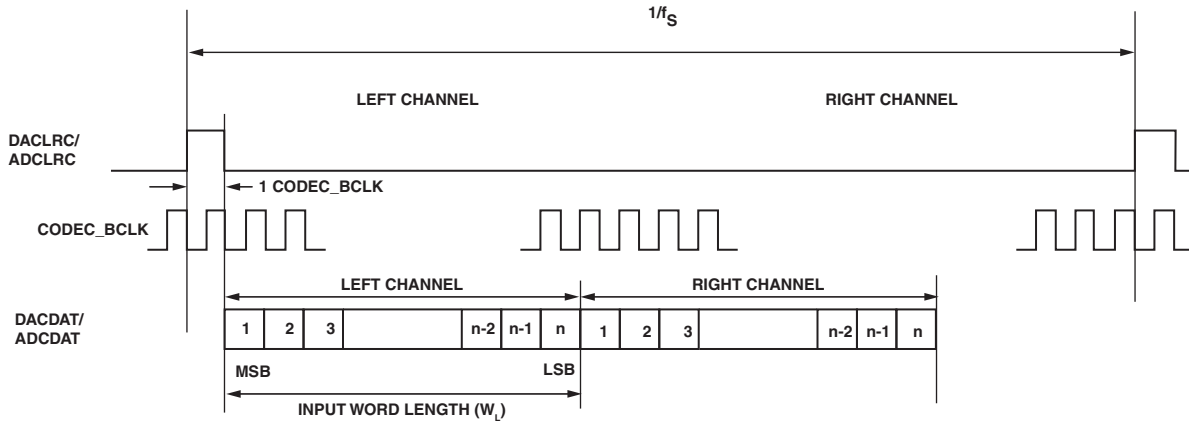 1/fS
LEFT CHANNEL RIGHT CHANNEL
DACLRC/
ADCLRC
1 CODEC_BCLK
CODEC_BCLK
LEFT CHANNEL RIGHT CHANNEL
DACDAT/
ADCDAT
1 2 3 n-2 n-1 n 1 2 3 n-2 n-1 n
MSB LSB
INPUT WORD LENGTH (WL)